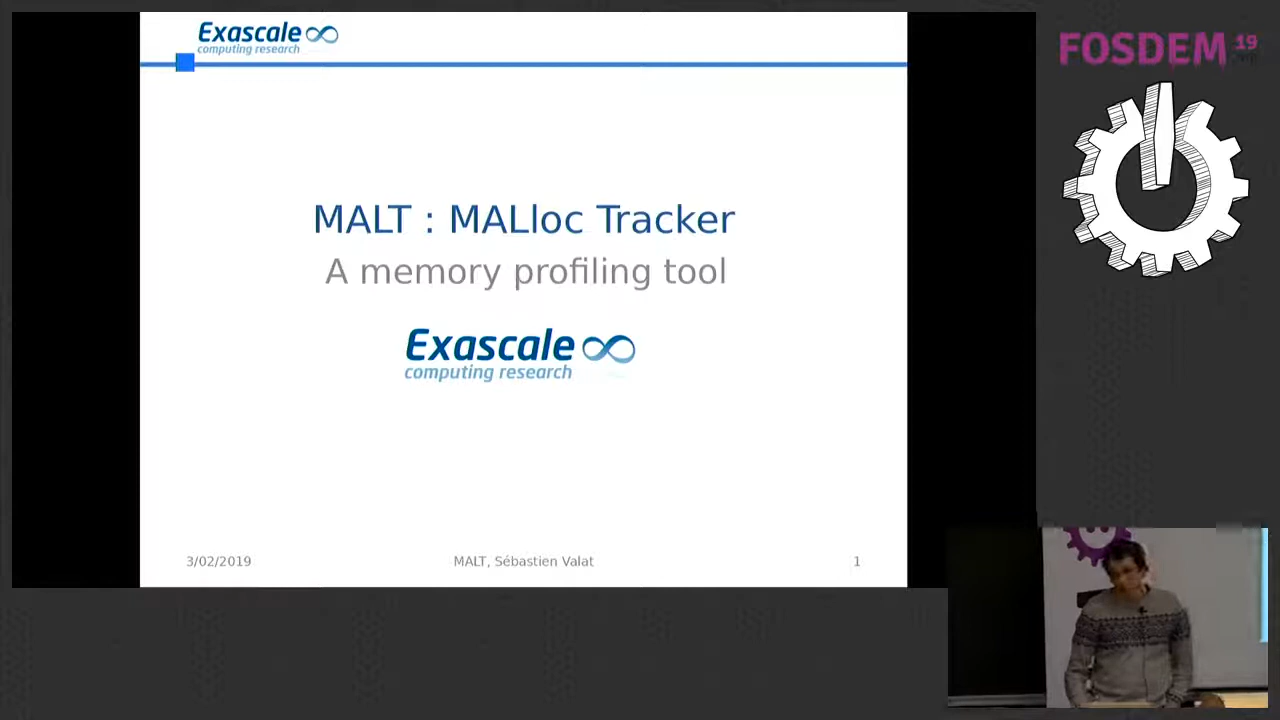 Exascale
computing research
FOSDEM 19
MALT : MALloc Tracker
A memory profiling tool
Exascale
computing research
3/02/2019
MALT, Sébastien Valat
1